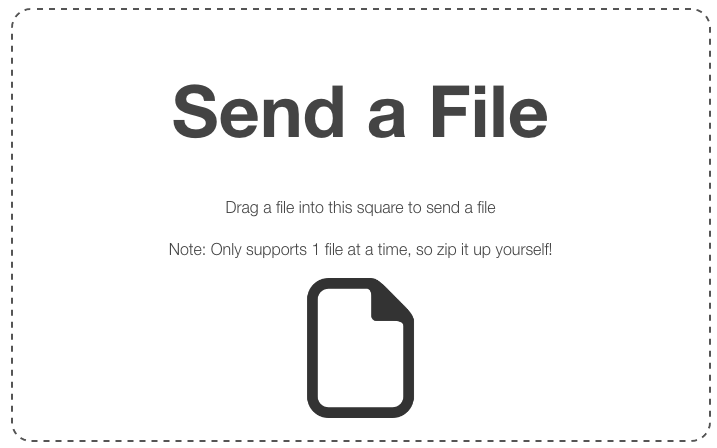 Send a File
Drag a file into this square to send a file
Note: Only supports 1 file at a time, so zip it up yourself!